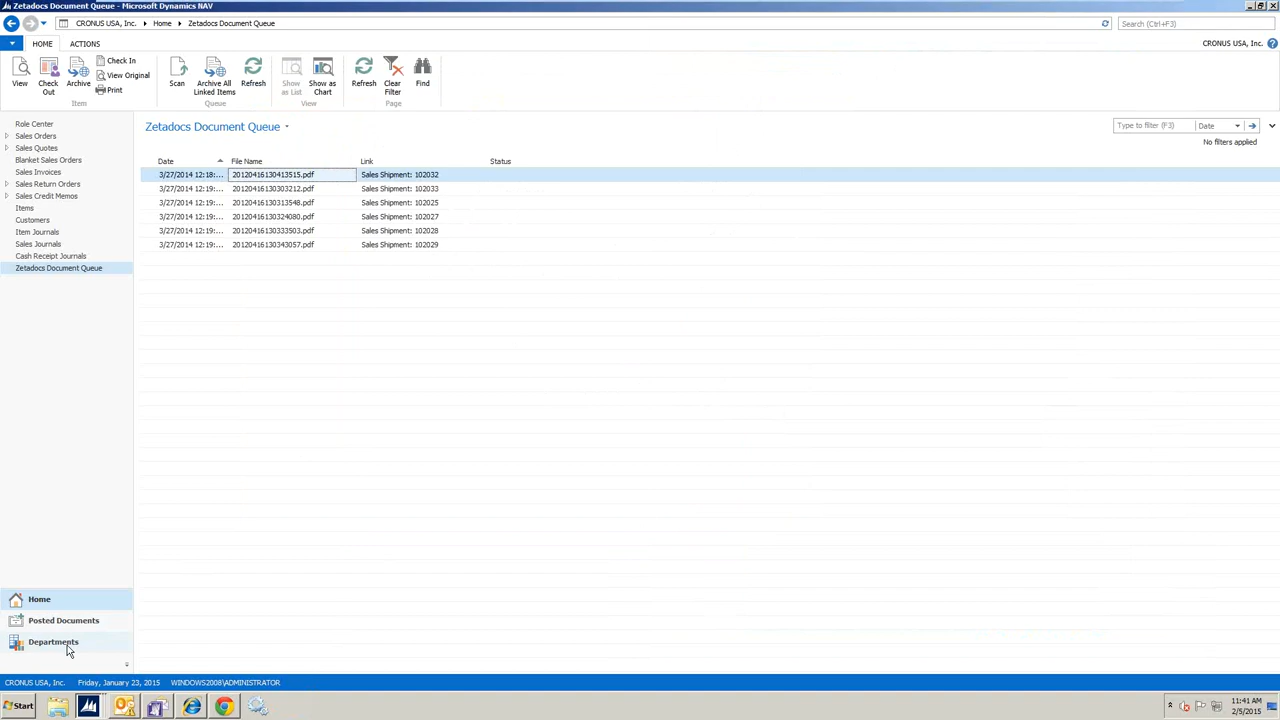 Zetadocs Document Queue - Microsoft Dynamics NAV
CRONUS USA, Inc. Home Zetadocs Document Queue
Search (Ctrl+F3)
HOME ACTIONS
CRONUS USA, Inc.
View
Check Out
Archive
Check In
View Original
Print
Item
Scan
Archive All Linked Items
Refresh
Queue
Show as List
Show as Chart
View
Refresh
Clear Filter
Find
Page
Role Center
Sales Orders
Sales Quotes
Blanket Sales Orders
Sales Invoices
Sales Return Orders
Sales Credit Memos
Items
Customers
Item Journals
Sales Journals
Cash Receipt Journals
Zetadocs Document Queue
Home
Posted Documents
Departments
Zetadocs Document Queue
Type to filter (F3) Date
No filters applied
Date File Name Link Status
3/27/2014 12:18:... 20120416130413515.pdf Sales Shipment: 102032
3/27/2014 12:19:... 20120416130303212.pdf Sales Shipment: 102033
3/27/2014 12:19:... 20120416130313548.pdf Sales Shipment: 102025
3/27/2014 12:19:... 20120416130324080.pdf Sales Shipment: 102027
3/27/2014 12:19:... 20120416130333503.pdf Sales Shipment: 102028
3/27/2014 12:19:... 20120416130343057.pdf Sales Shipment: 102029
CRONUS USA, Inc. Friday, January 23, 2015 WINDOWS2008\ADMINISTRATOR
Start
11:41 AM
2/5/2015